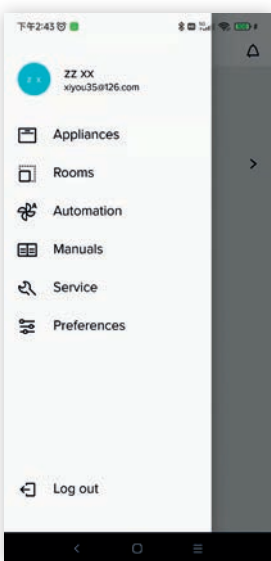 下午2:43
ZZ XX
xiyou35@126.com
Appliances
Rooms
Automation
Manuals
Service
Preferences
Log out